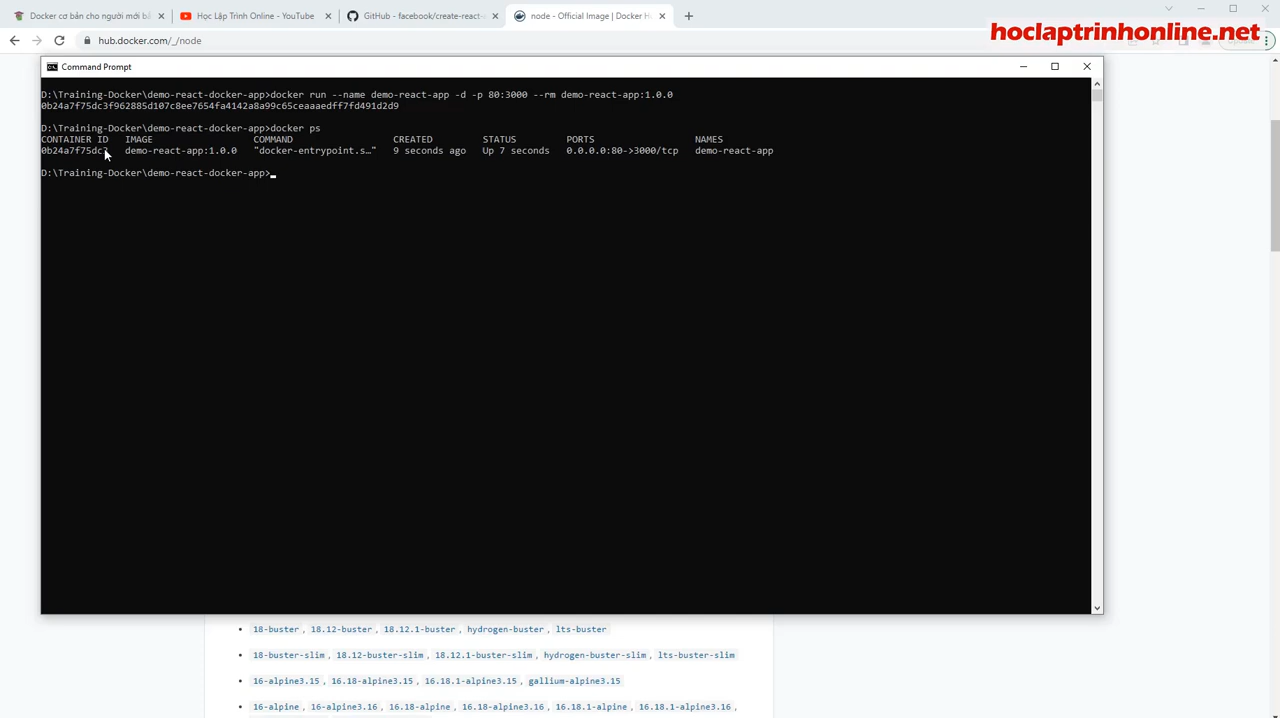 Docker cơ bản cho người mới bắ
Học Lập Trình Online - YouTube
GitHub - facebook/create-react-a
node - Official Image | Docker H
hoclaptrinhonline.net
hub.docker.com/_/node
Command Prompt
D:\Training-Docker\demo-react-docker-app>docker run --name demo-react-app -d -p 80:3000 --rm demo-react-app:1.0.0
0b24a7f75dc3f962885d107c8ee7654fa4142a8a99c65ceaaaedff7fd491d2d9
D:\Training-Docker\demo-react-docker-app>docker ps
CONTAINER ID IMAGE COMMAND CREATED STATUS PORTS NAMES
0b24a7f75dc3 demo-react-app:1.0.0 "docker-entrypoint.s…" 9 seconds ago Up 7 seconds 0.0.0.0:80->3000/tcp demo-react-app
D:\Training-Docker\demo-react-docker-app>
18-buster, 18.12-buster, 18.12.1-buster, hydrogen-buster, lts-buster
18-buster-slim, 18.12-buster-slim, 18.12.1-buster-slim, hydrogen-buster-slim, lts-buster-slim
16-alpine3.15, 16.18-alpine3.15, 16.18.1-alpine3.15, gallium-alpine3.15
16-alpine, 16-alpine3.16, 16.18-alpine, 16.18-alpine3.16, 16.18.1-alpine, 16.18.1-alpine3.16,